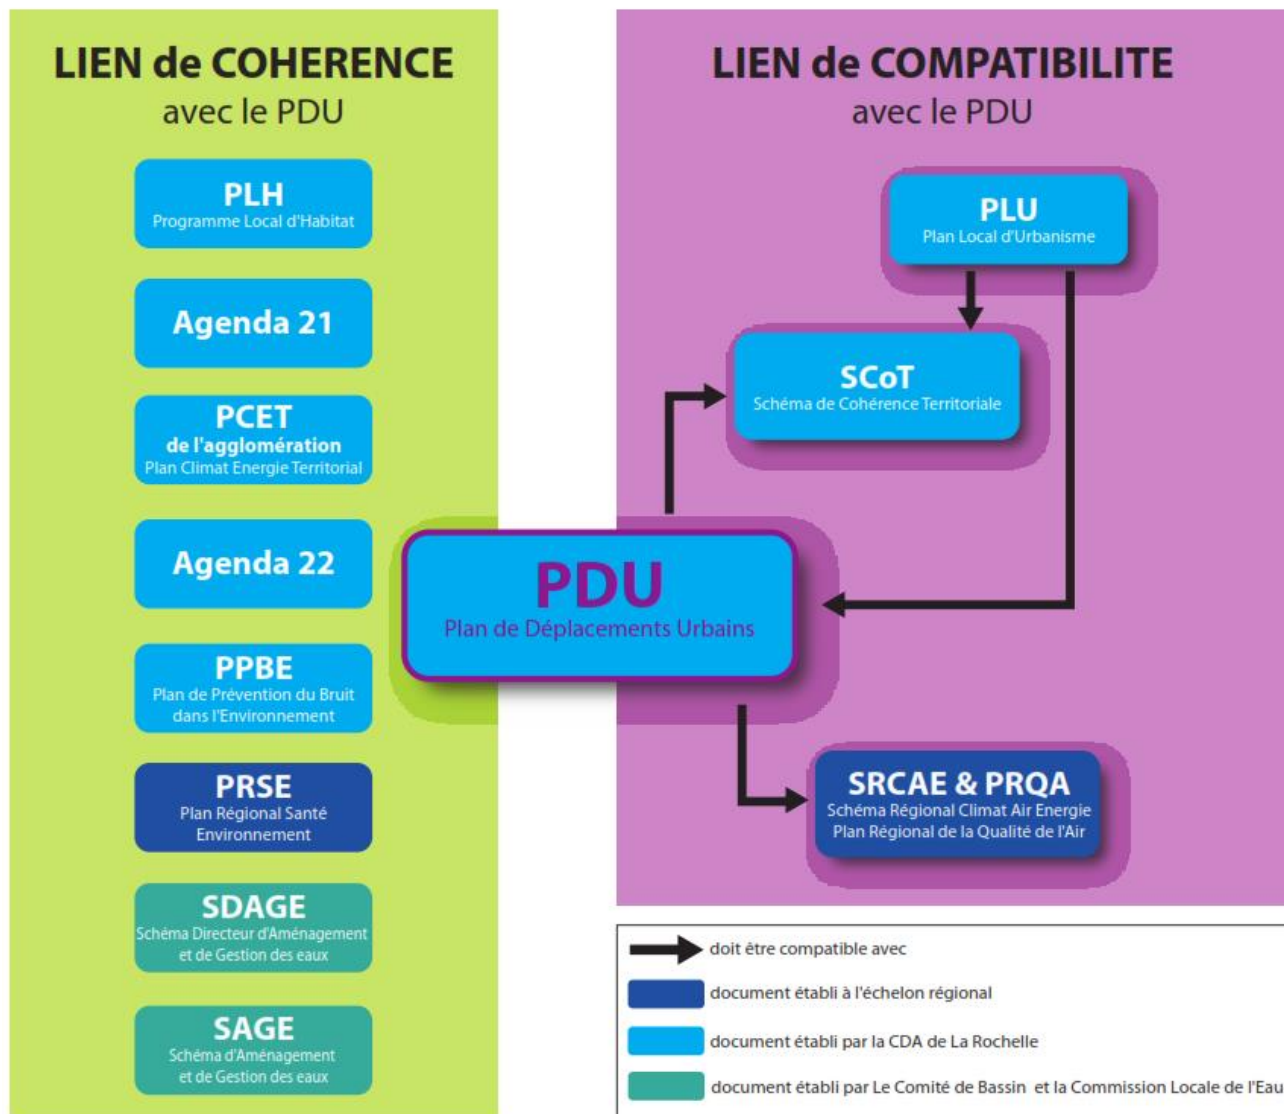 LIEN de COHERENCE
avec le PDU
PLH
Programme Local d'Habitat
Agenda 21
PCET
de l'agglomération
Plan Climat Energie Territorial
Agenda 22
PPBE
Plan de Prévention du Bruit
dans l'Environnement
PRSE
Plan Régional Santé
Environnement
SDAGE
Schéma Directeur d'Aménagement
et de Gestion des eaux
SAGE
Schéma d'Aménagement
et de Gestion des eaux
PDU
Plan de Déplacements Urbains
LIEN de COMPATIBILITE
avec le PDU
PLU
Plan Local d'Urbanisme
SCoT
Schéma de Cohérence Territoriale
SRCAE & PRQA
Schéma Régional Climat Air Energie
Plan Régional de la Qualité de l'Air
doit être compatible avec
document établi à l'échelon régional
document établi par la CDA de La Rochelle
document établi par Le Comité de Bassin et la Commission Locale de l'Eau